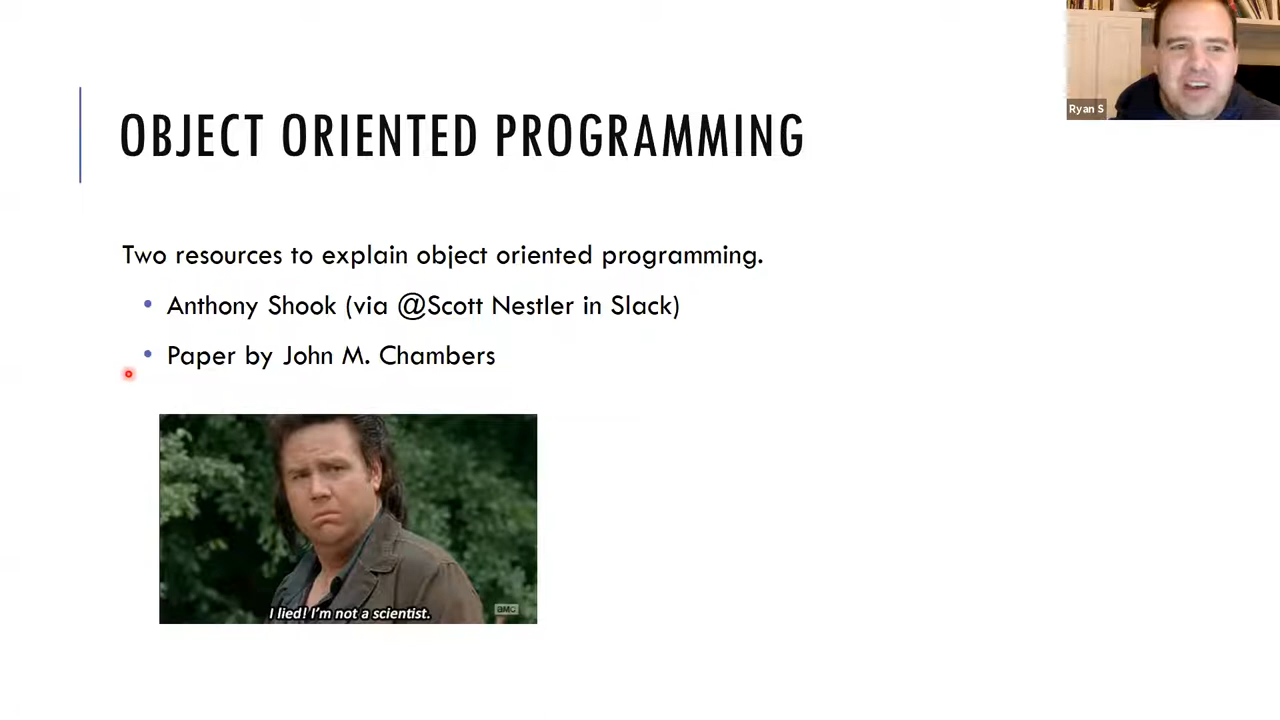 Ryan S
OBJECT ORIENTED PROGRAMMING
Two resources to explain object oriented programming.
• Anthony Shook (via @Scott Nestler in Slack)
• Paper by John M. Chambers
I lied! I'm not a scientist.
AMC